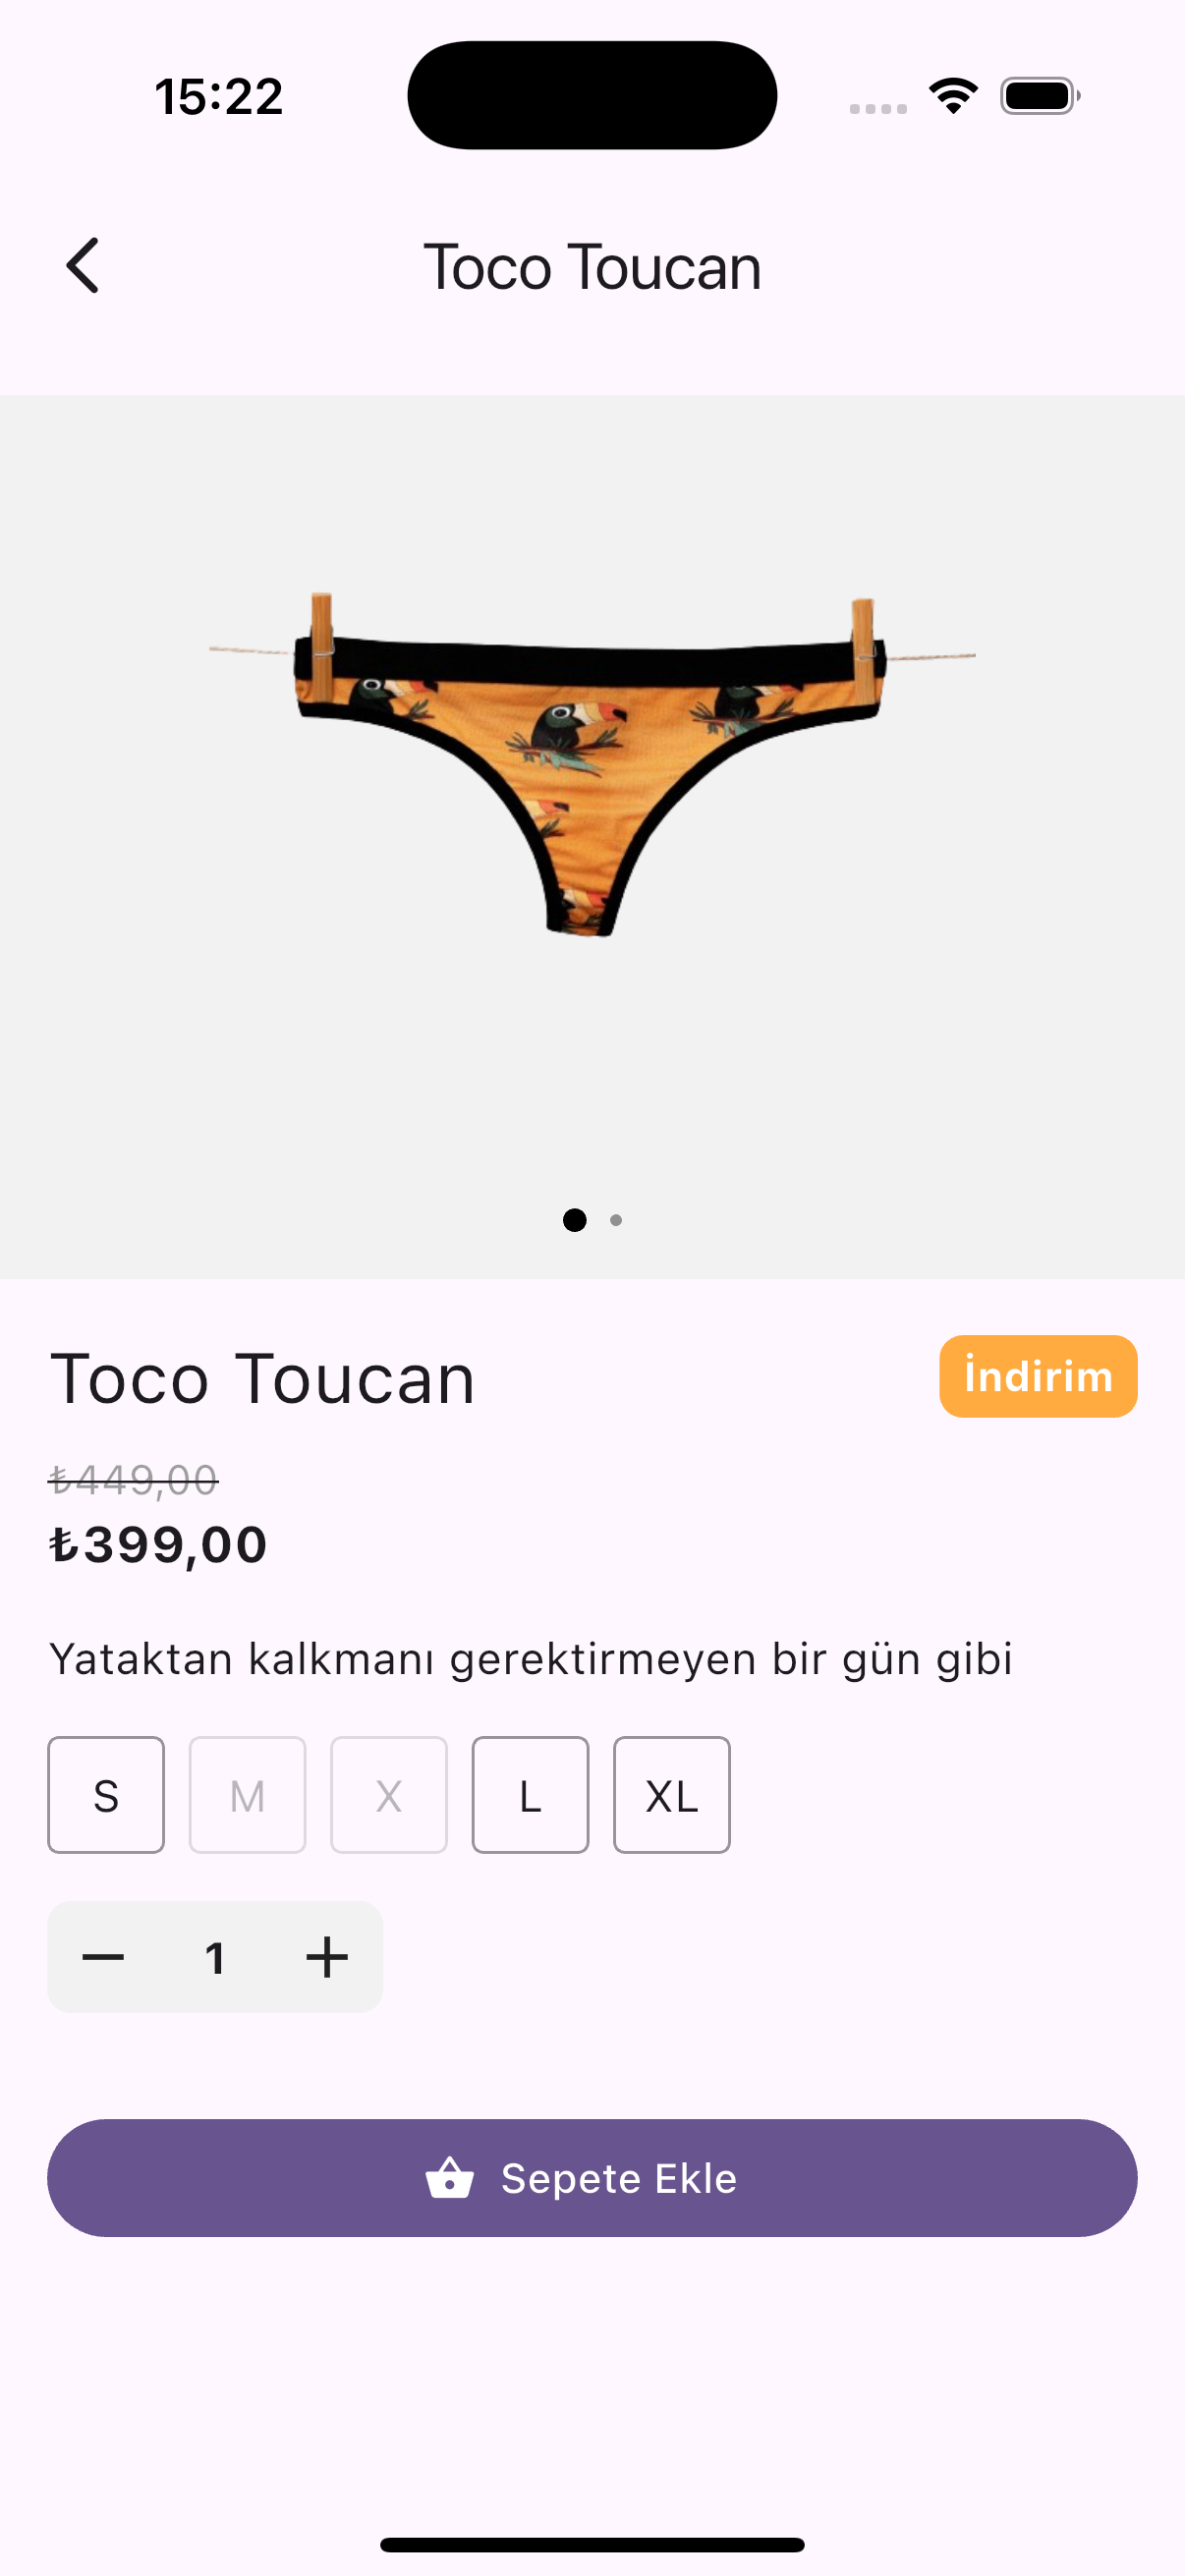 15:22
Toco Toucan
Toco Toucan
İndirim
₺449,00
₺399,00
Yataktan kalkmanı gerektirmeyen bir gün gibi
S M X L XL
1
Sepete Ekle